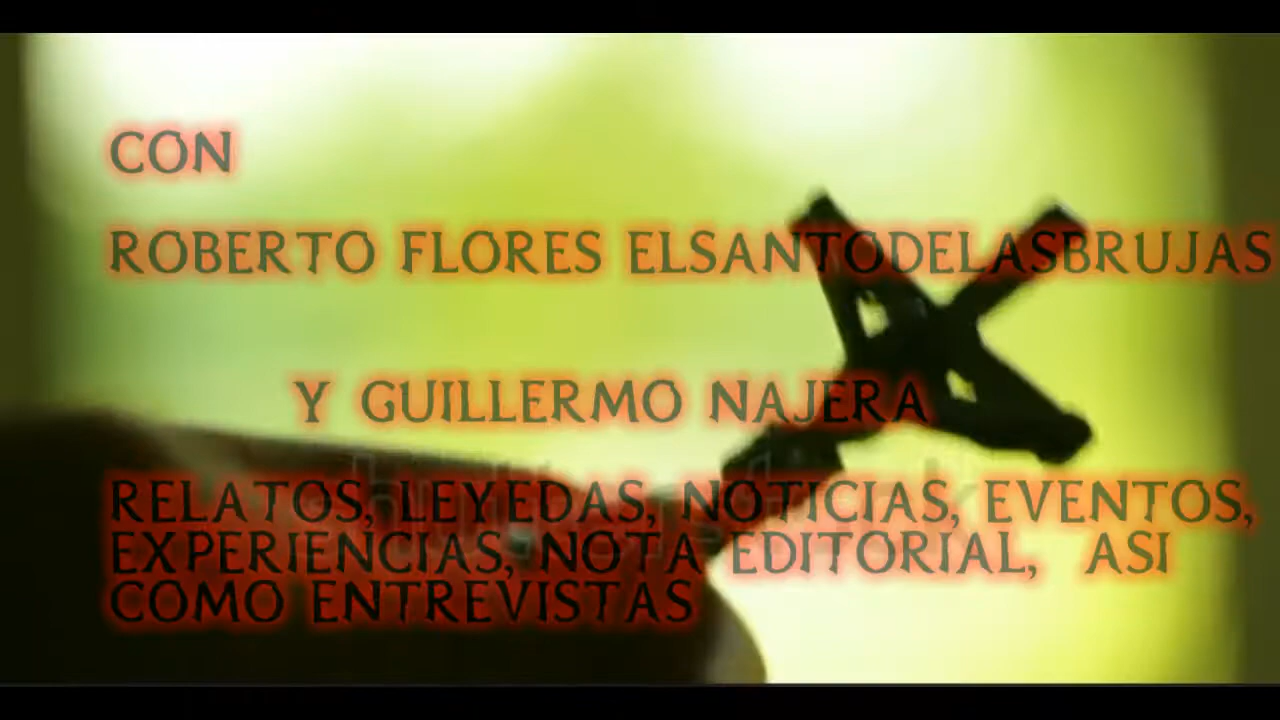 CON
ROBERTO FLORES ELSANTODELASBRUJAS
Y GUILLERMO NAJERA
RELATOS, LEYEDAS, NOTICIAS, EVENTOS,
EXPERIENCIAS, NOTA EDITORIAL, ASI
COMO ENTREVISTAS